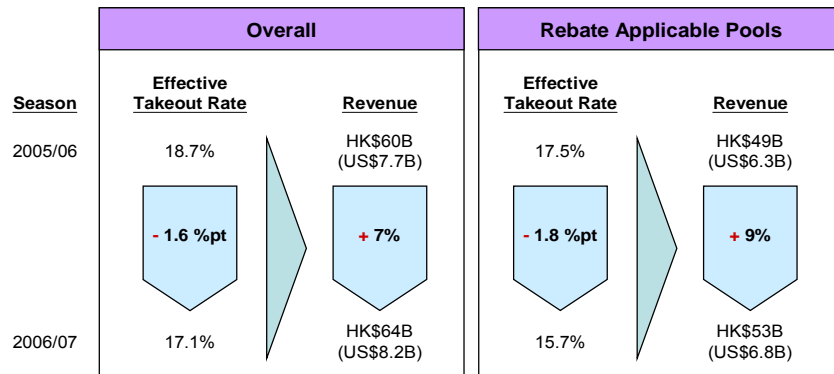 Overall
Rebate Applicable Pools
Season
Effective
Takeout Rate
Revenue
Effective
Takeout Rate
Revenue
2005/06
18.7%
HK$60B
(US$7.7B)
17.5%
HK$49B
(US$6.3B)
- 1.6 %pt
+ 7%
- 1.8 %pt
+ 9%
2006/07
17.1%
HK$64B
(US$8.2B)
15.7%
HK$53B
(US$6.8B)